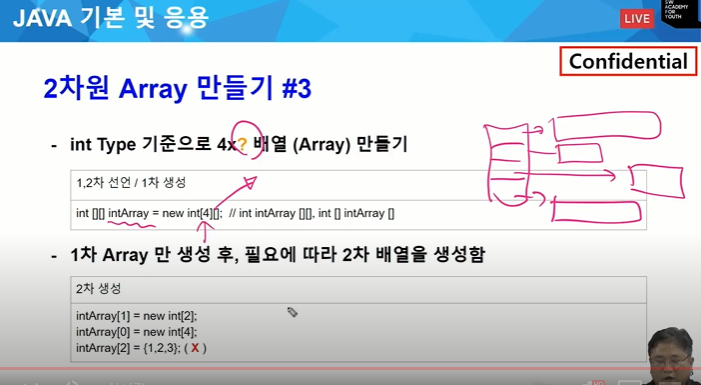 JAVA 기본 및 응용
LIVE
SW
ACADEMY
FOR
YOUTH
Confidential
2차원 Array 만들기 #3
- int Type 기준으로 4x? 배열 (Array) 만들기
1,2차 선언 / 1차 생성
int [][] intArray = new int[4][]; // int intArray [][], int [] intArray []
- 1차 Array 만 생성 후, 필요에 따라 2차 배열을 생성함
2차 생성
intArray[1] = new int[2];
intArray[0] = new int[4];
intArray[2] = {1,2,3}; ( X )